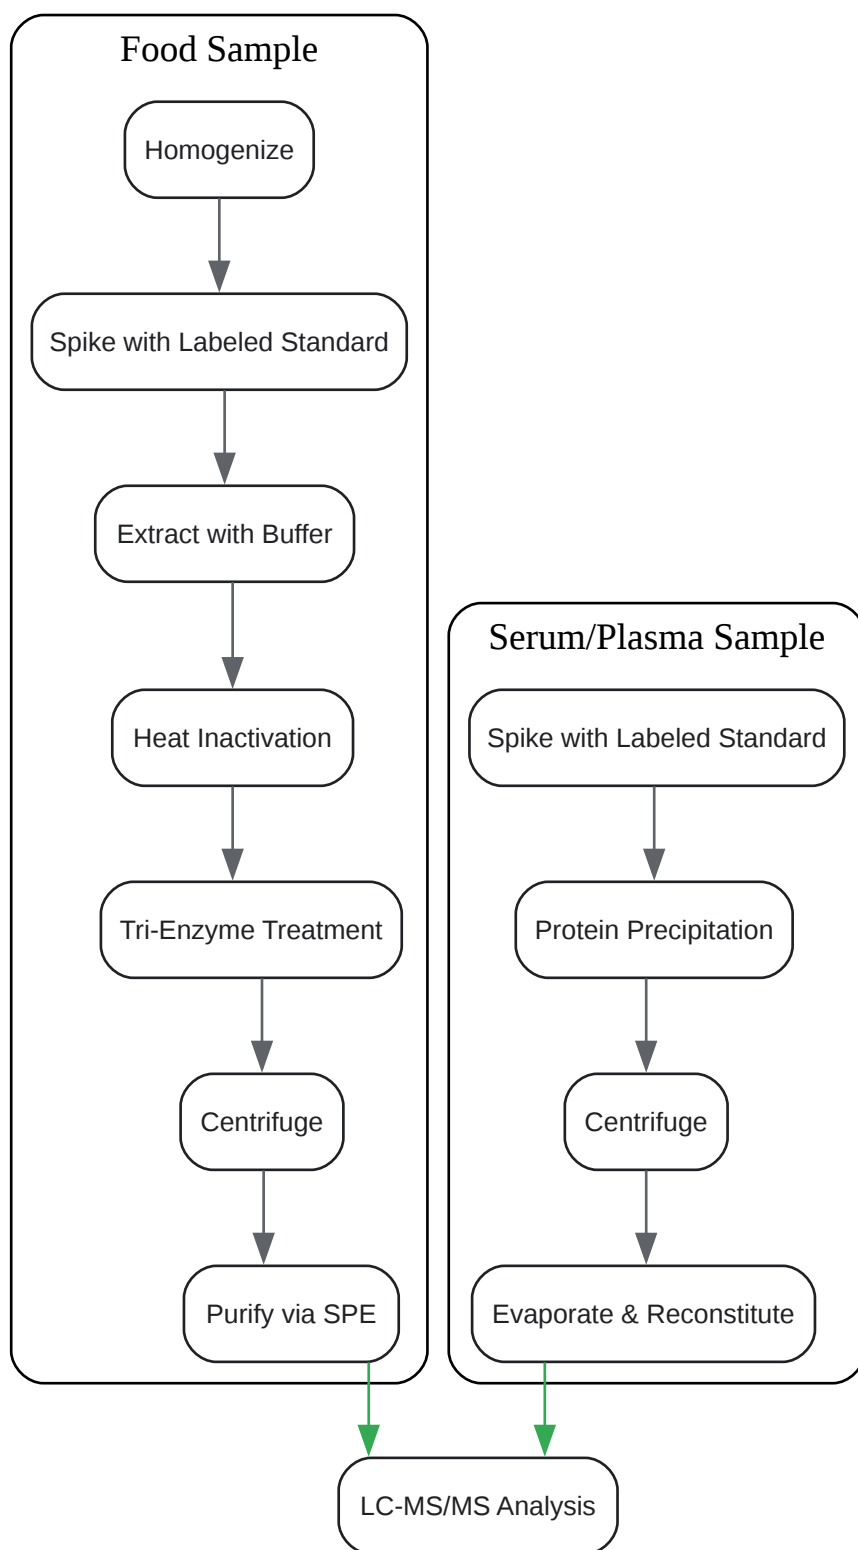 Food Sample
Homogenize
Spike with Labeled Standard
Extract with Buffer
Heat Inactivation
Tri-Enzyme Treatment
Centrifuge
Purify via SPE
Serum/Plasma Sample
Spike with Labeled Standard
Protein Precipitation
Centrifuge
Evaporate & Reconstitute
LC-MS/MS Analysis